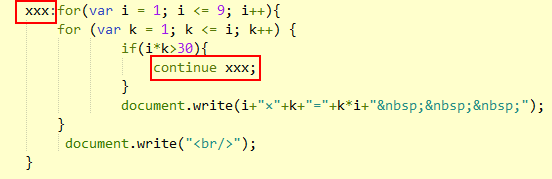 xxx:for(var i = 1; i <= 9; i++){
for (var k = 1; k <= i; k++) {
if(i*k>30){
continue xxx;
}
document.write(i+"×"+k+"="+k*i+"&nbsp;&nbsp;&nbsp;");
}
document.write("<br/>");
}